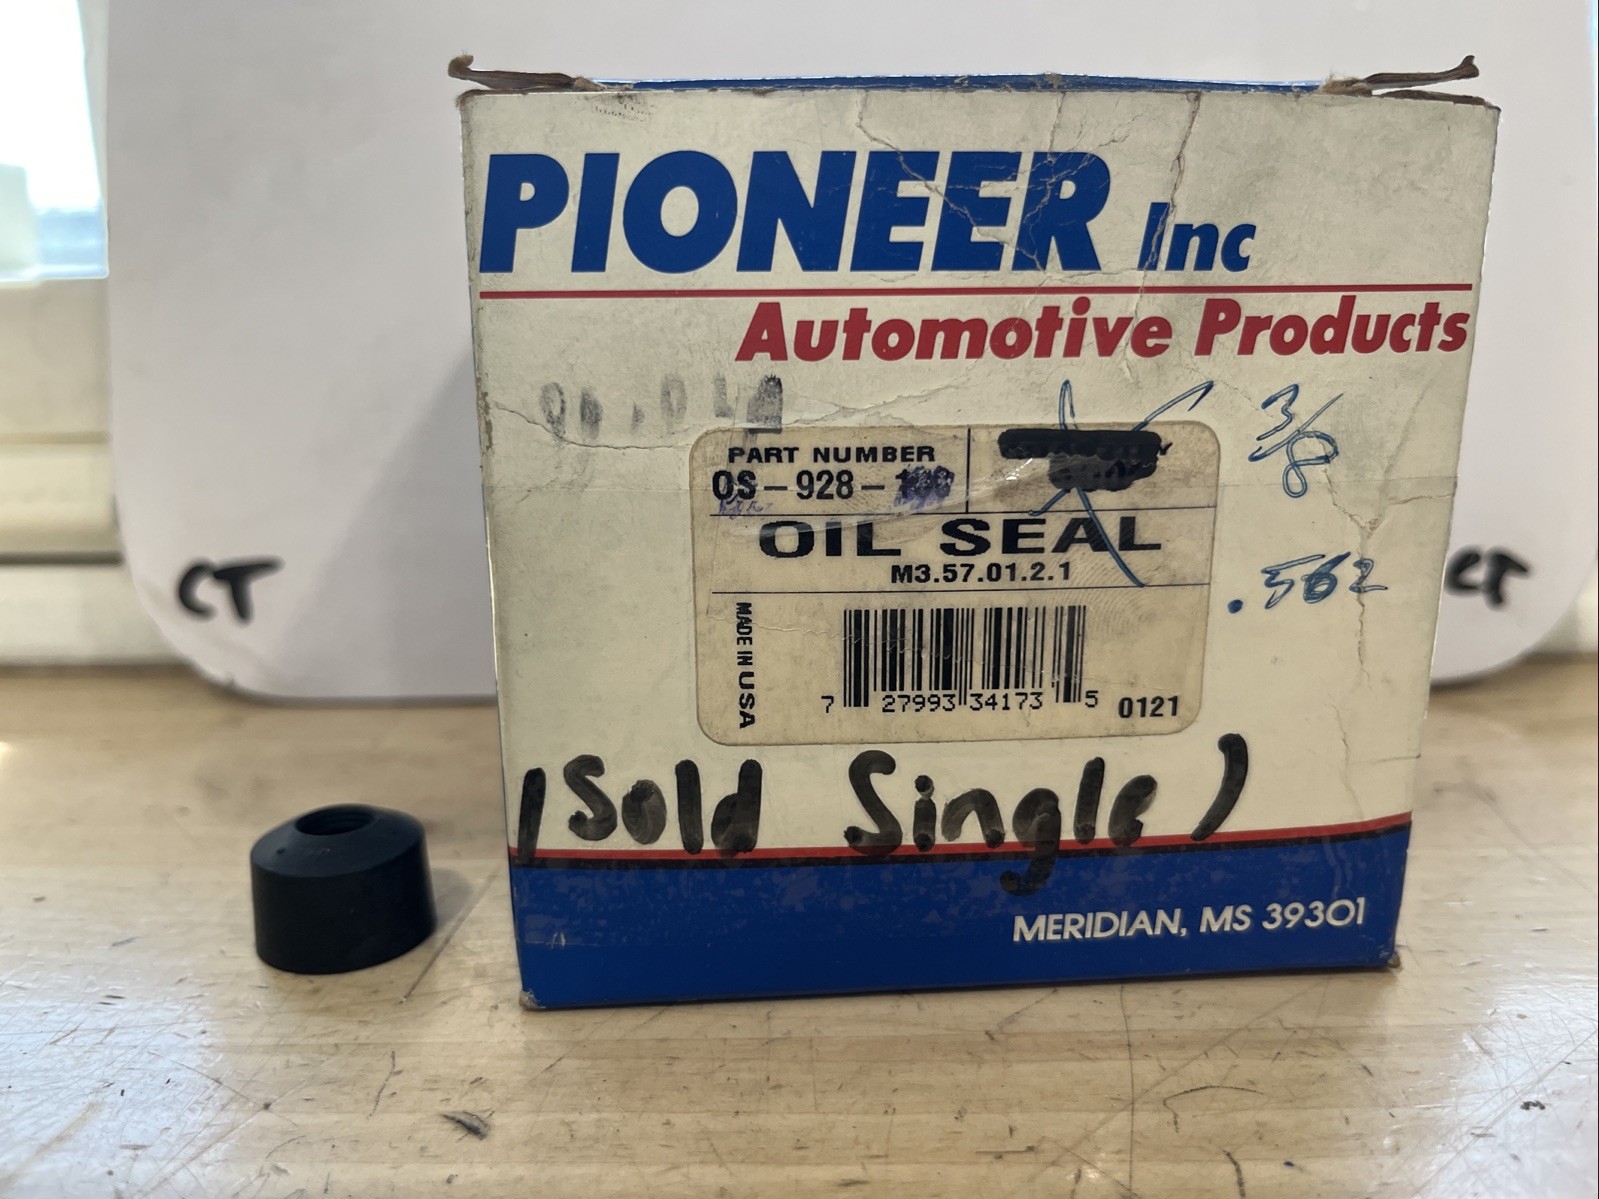 PIONEER Inc
Automotive Products
3/8
PART NUMBER
OS-928-
OIL SEAL
M3.57.01.2.1
.562
MADE IN USA
7 27993 34173 5 0121
(Sold Single)
MERIDIAN, MS 39301
CT
CT